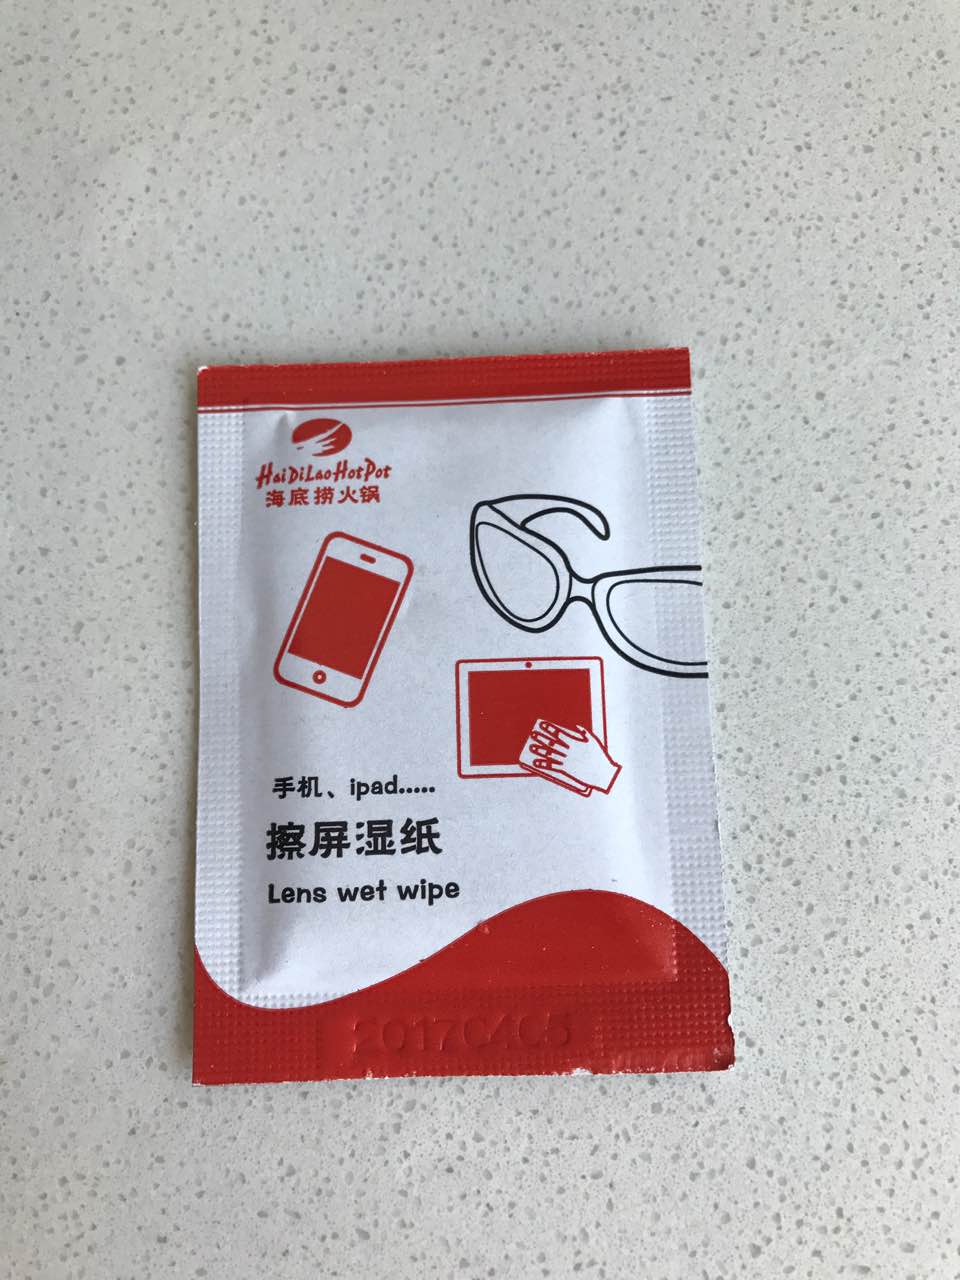 HaiDiLaoHotPot
海底捞火锅
手机、ipad.....
擦屏湿纸
Lens wet wipe
20170405